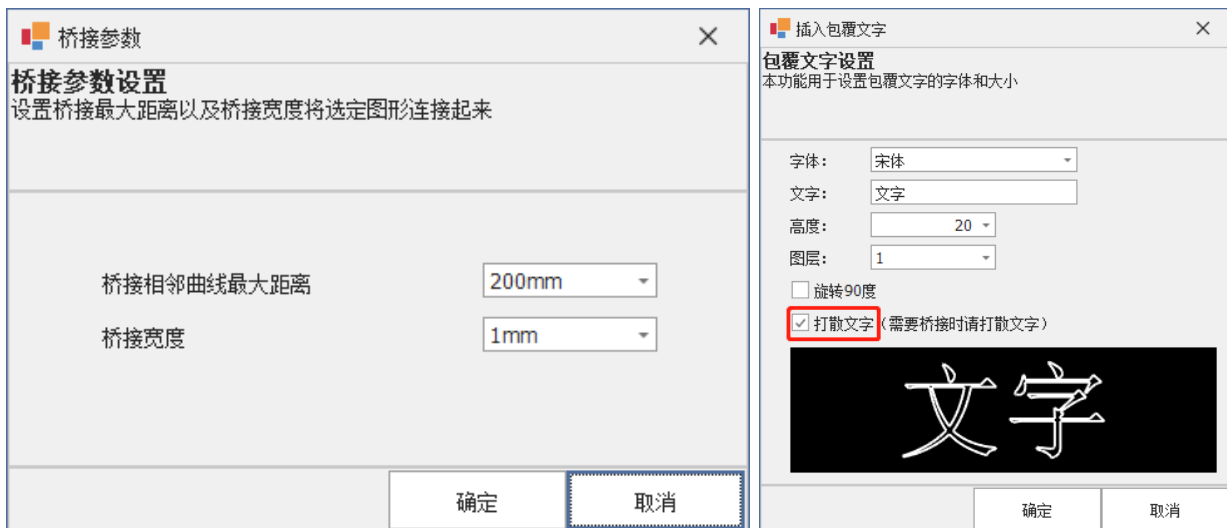 桥接参数
桥接参数设置
设置桥接最大距离以及桥接宽度将选定图形连接起来
桥接相邻曲线最大距离
200mm
桥接宽度
1mm
确定
取消
插入包覆文字
包覆文字设置
本功能用于设置包覆文字的字体和大小
字体：
宋体
文字：
文字
高度：
20
图层：
1
旋转90度
打散文字（需要桥接时请打散文字）
文字
确定
取消